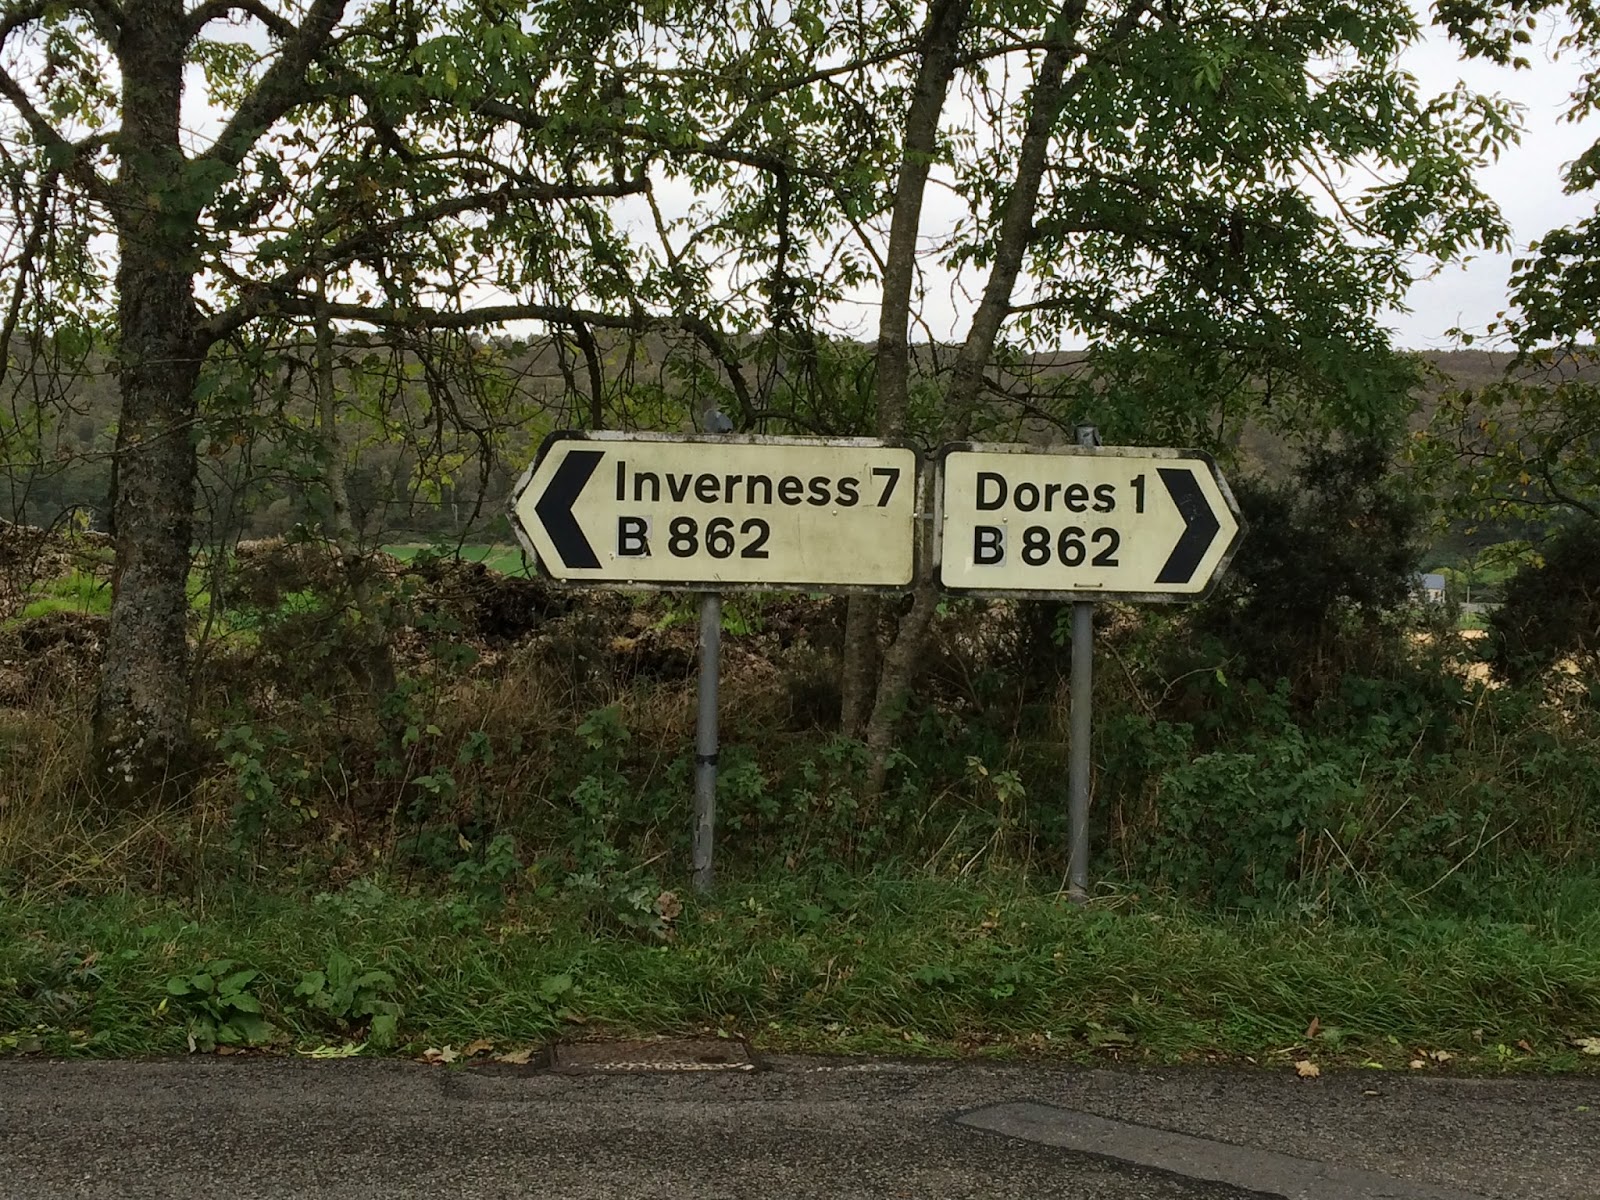 Inverness 7
B 862
Dores 1
B 862